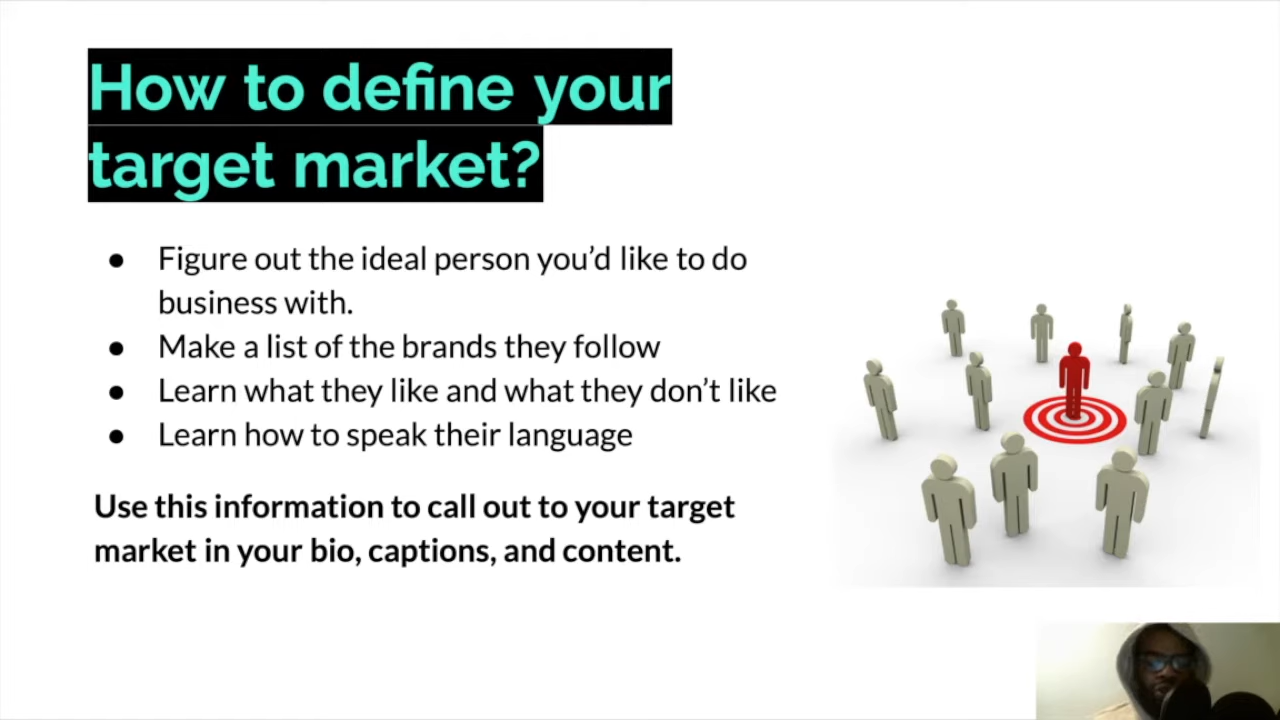 How to define your
target market?
● Figure out the ideal person you’d like to do
business with.
● Make a list of the brands they follow
● Learn what they like and what they don’t like
● Learn how to speak their language
Use this information to call out to your target
market in your bio, captions, and content.